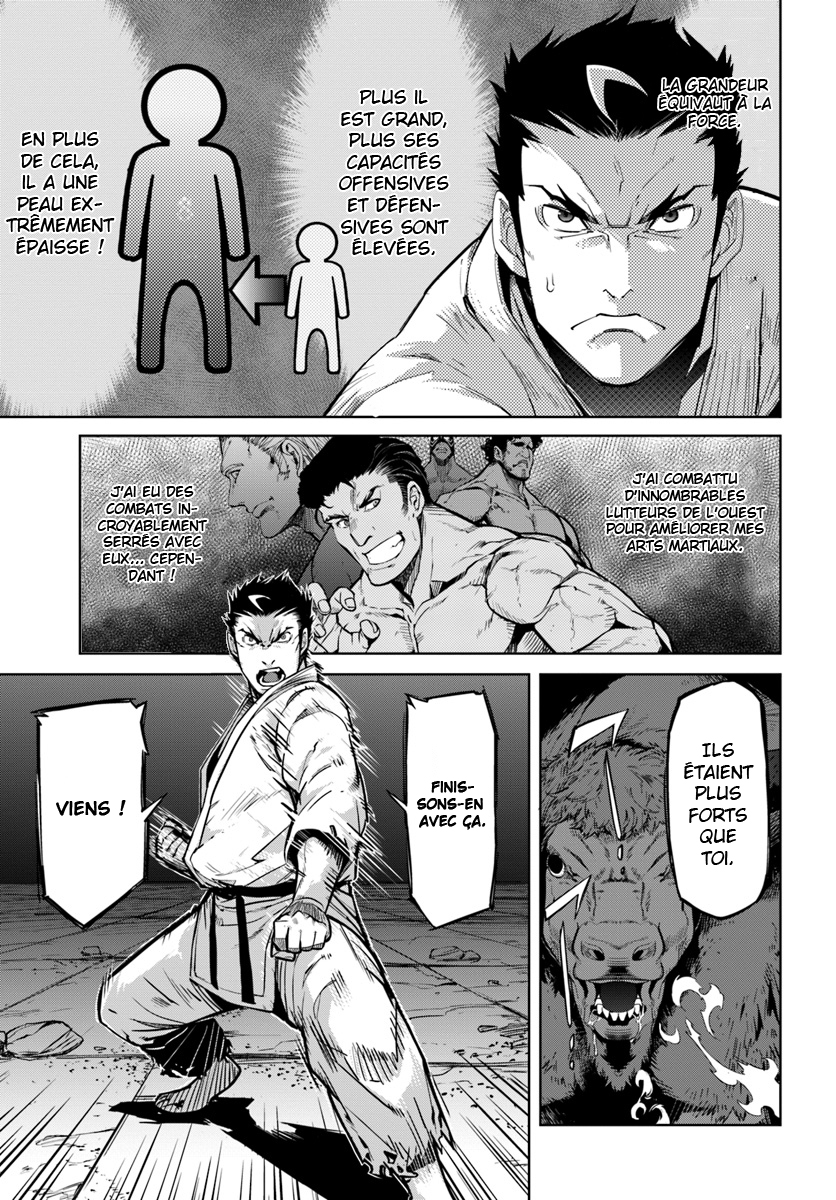 LA GRANDEUR
ÉQUIVAUT À LA
FORCE.
PLUS IL
EST GRAND,
PLUS SES
CAPACITÉS
OFFENSIVES
ET DÉFEN-
SIVES SONT
ÉLEVÉES.
EN PLUS
DE CELA,
IL A UNE
PEAU EX-
TRÊMEMENT
ÉPAISSE !
J'AI COMBATTU
D'INNOMBRABLES
LUTTEURS DE L'OUEST
POUR AMÉLIORER MES
ARTS MARTIAUX.
J'AI EU DES
COMBATS IN-
CROYABLEMENT
SERRÉS AVEC
EUX... CEPEN-
DANT !
ILS
ÉTAIENT
PLUS
FORTS
QUE
TOI.
FINIS-
SONS-EN
AVEC ÇA.
VIENS !